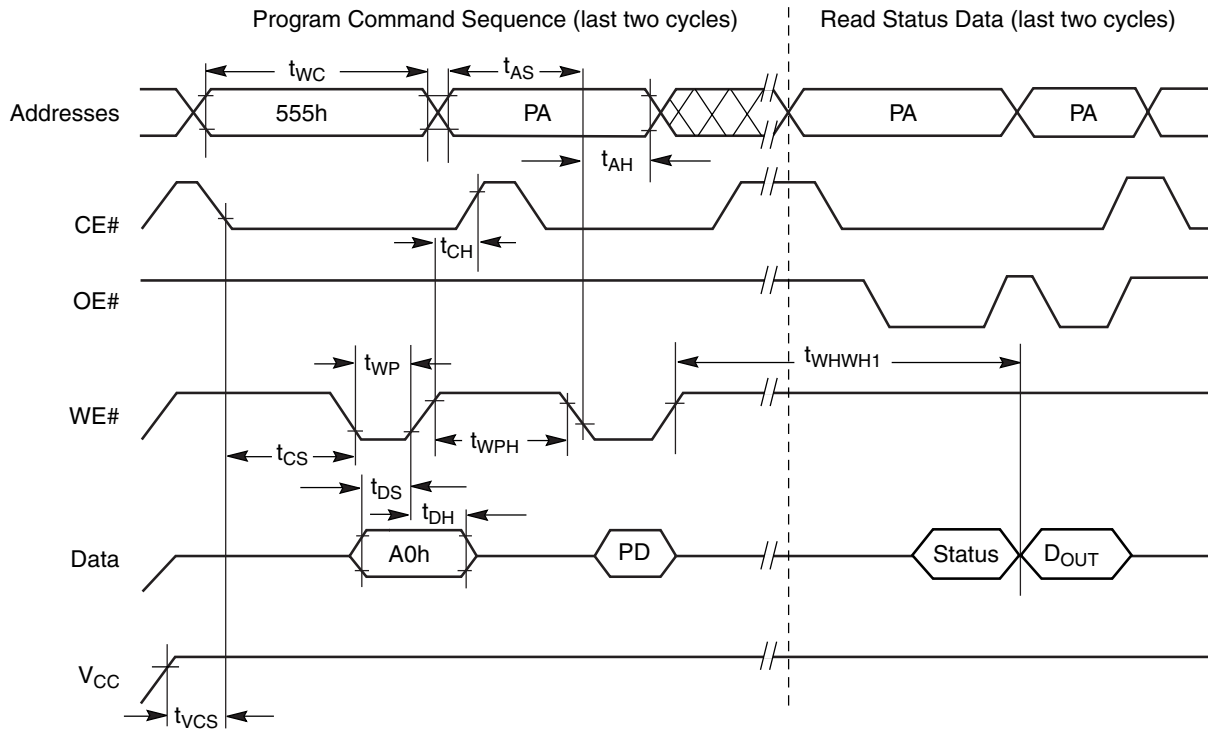 Program Command Sequence (last two cycles)
Read Status Data (last two cycles)
tWC
tAS
Addresses
555h
PA
PA
PA
tAH
CE#
tCH
OE#
tWP
tWHWH1
WE#
tCS
tWPH
tDS
tDH
Data
A0h
PD
Status
DOUT
VCC
tVCS